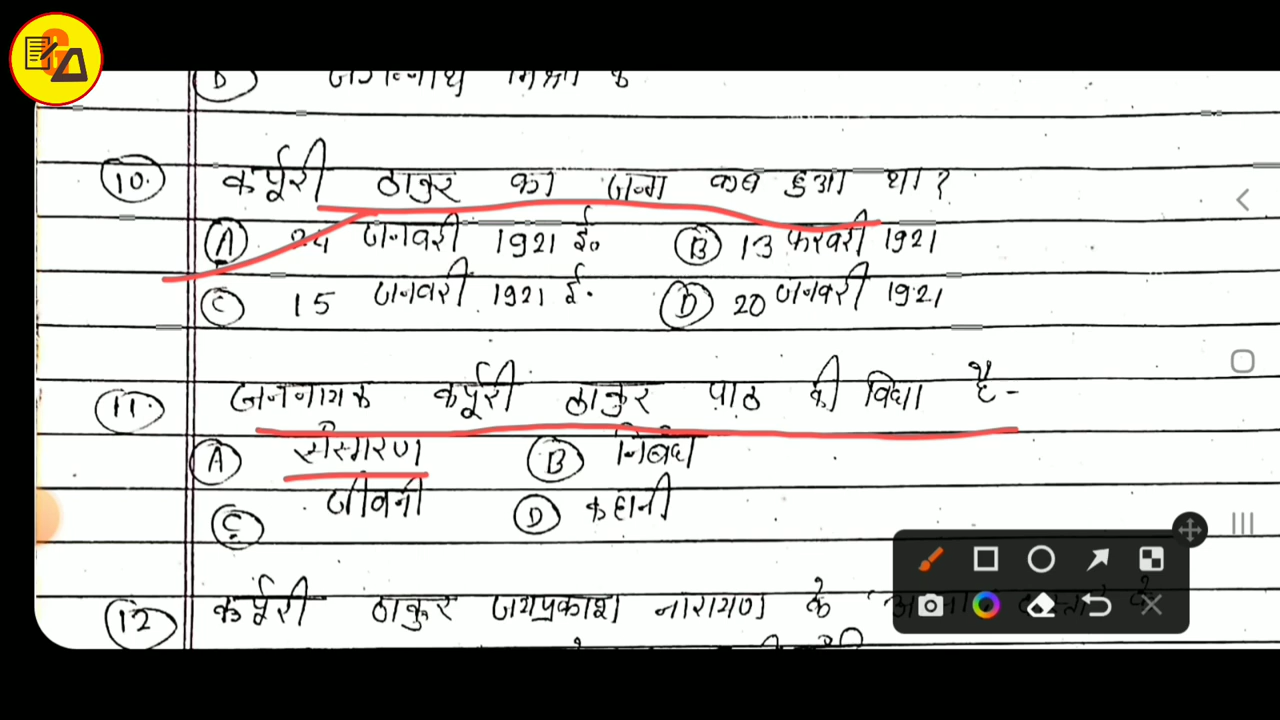 (D)
(10.) कर्पूरी ठाकुर का जन्म कब हुआ था?
(A) 24 जनवरी 1921 ई० (B) 13 फरवरी 1921
(C) 15 जनवरी 1921 ई. (D) 20 जनवरी 1921
(11.) जननायक कर्पूरी ठाकुर पाठ की विधा है-
(A) संस्मरण (B) निबंध
(C) जीवनी (D) कहानी
(12) कर्पूरी ठाकुर जयप्रकाश नारायण के